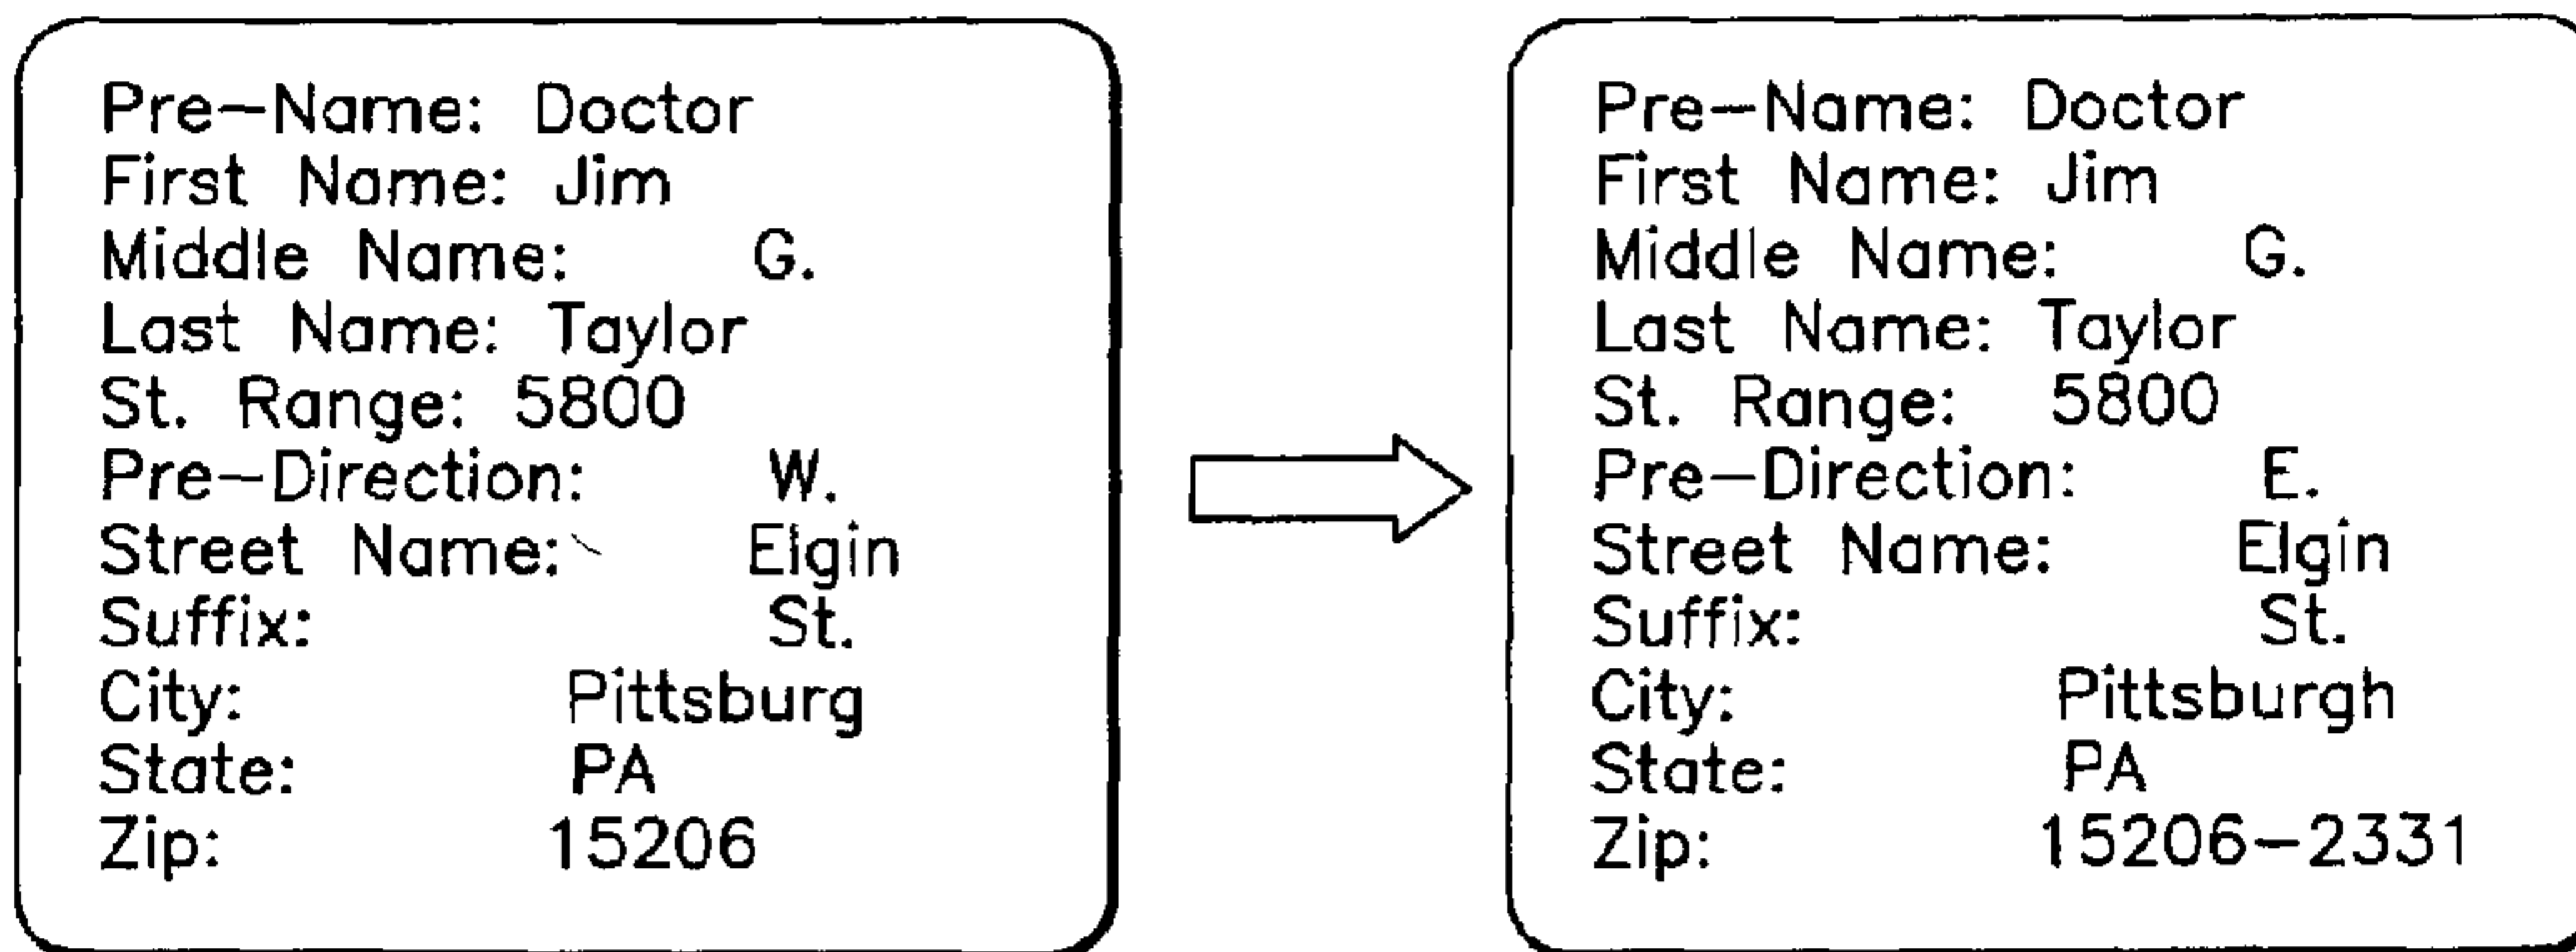 Pre-Name: Doctor
First Name: Jim
Middle Name: G.
Last Name: Taylor
St. Range: 5800
Pre-Direction: W.
Street Name: Elgin
Suffix: St.
City: Pittsburg
State: PA
Zip: 15206
Pre-Name: Doctor
First Name: Jim
Middle Name: G.
Last Name: Taylor
St. Range: 5800
Pre-Direction: E.
Street Name: Elgin
Suffix: St.
City: Pittsburgh
State: PA
Zip: 15206-2331